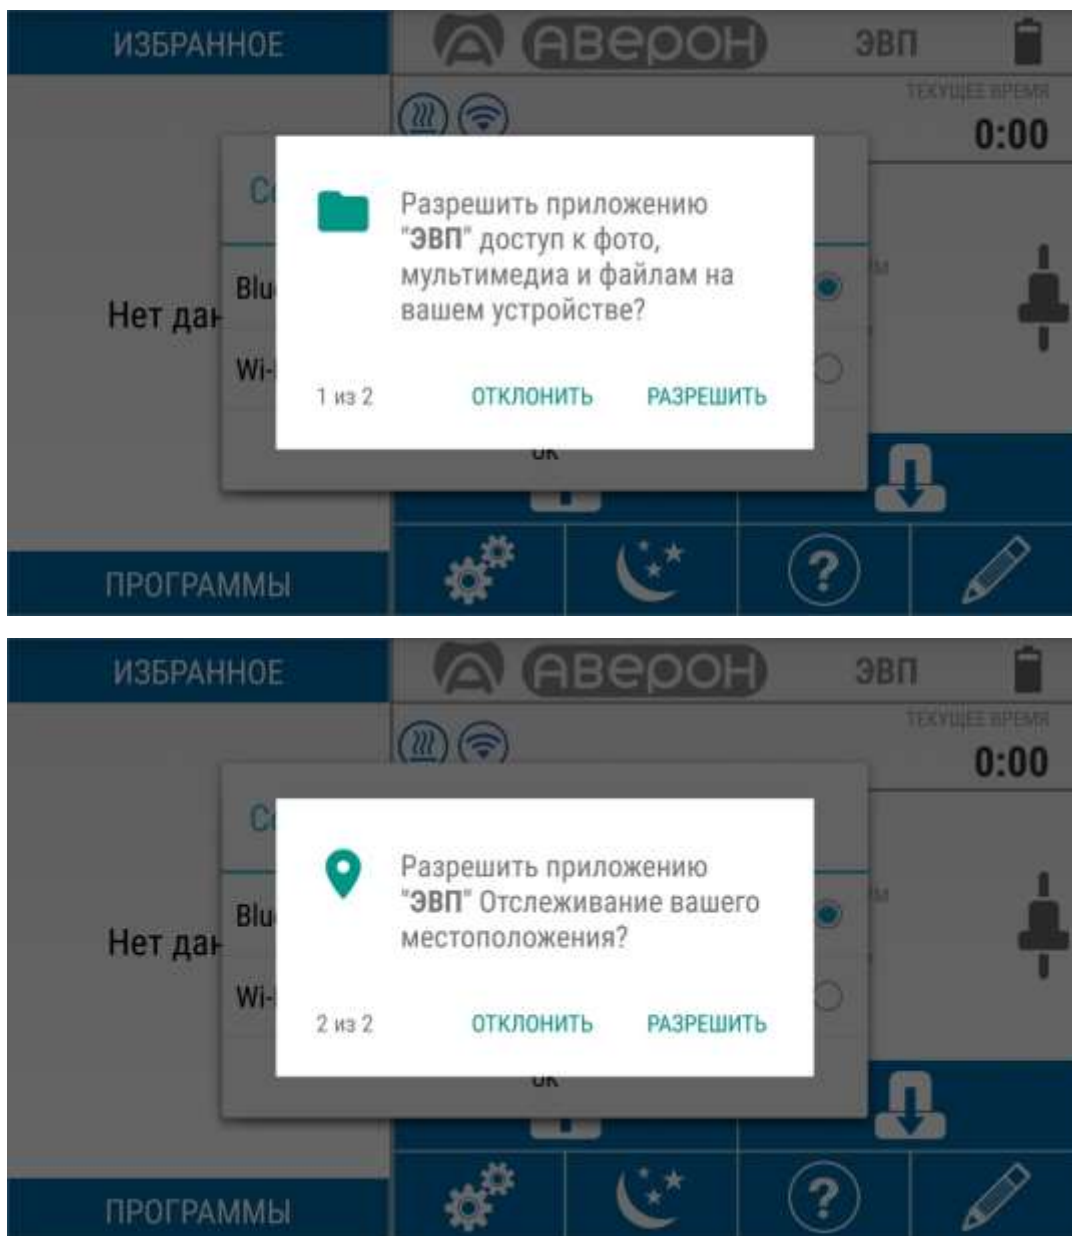 ИЗБРАННОЕ
АВЕРОН
ЭВП
ТЕКУЩЕЕ ВРЕМЯ
0:00
Разрешить приложению
"ЭВП" доступ к фото,
мультимедиа и файлам на
вашем устройстве?
Нет дан
Blu
Wi-
1 из 2
ОТКЛОНИТЬ
РАЗРЕШИТЬ
ОК
ПРОГРАММЫ
ИЗБРАННОЕ
АВЕРОН
ЭВП
ТЕКУЩЕЕ ВРЕМЯ
0:00
Разрешить приложению
"ЭВП" Отслеживание вашего
местоположения?
Нет дан
Blu
Wi-
2 из 2
ОТКЛОНИТЬ
РАЗРЕШИТЬ
ОК
ПРОГРАММЫ